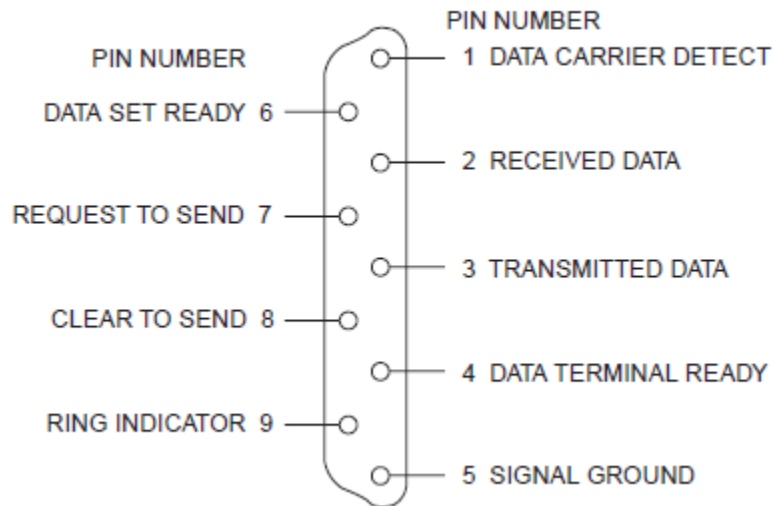 PIN NUMBER
PIN NUMBER
1 DATA CARRIER DETECT
DATA SET READY 6
2 RECEIVED DATA
REQUEST TO SEND 7
3 TRANSMITTED DATA
CLEAR TO SEND 8
4 DATA TERMINAL READY
RING INDICATOR 9
5 SIGNAL GROUND